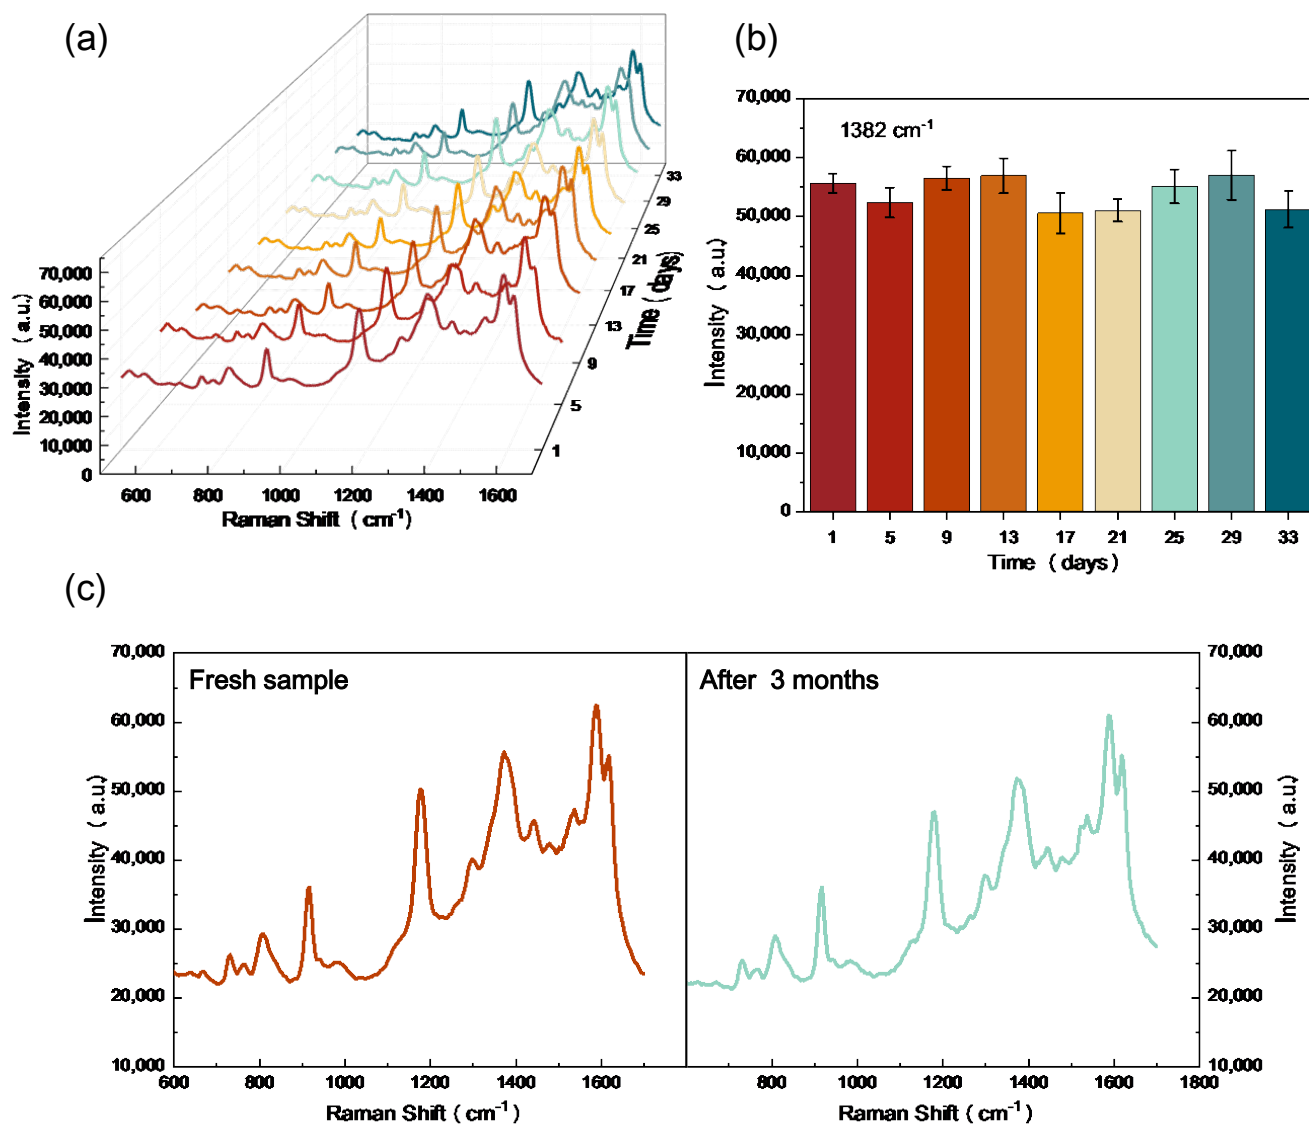 (a)
70,000
60,000
50,000
40,000
30,000
20,000
10,000
0
Intensity (a.u.)
600 800 1000 1200 1400 1600
Raman Shift (cm⁻¹)
33
29
25
21
17
13
9
5
1
Time (days)
(b)
1382 cm⁻¹
70,000
60,000
50,000
40,000
30,000
20,000
10,000
0
Intensity (a.u.)
1 5 9 13 17 21 25 29 33
Time (days)
(c)
Fresh sample
70,000
60,000
50,000
40,000
30,000
20,000
10,000
Intensity (a.u.)
600 800 1000 1200 1400 1600
Raman Shift (cm⁻¹)
After 3 months
70,000
60,000
50,000
40,000
30,000
20,000
10,000
Intensity (a.u.)
800 1000 1200 1400 1600 1800
Raman Shift (cm⁻¹)